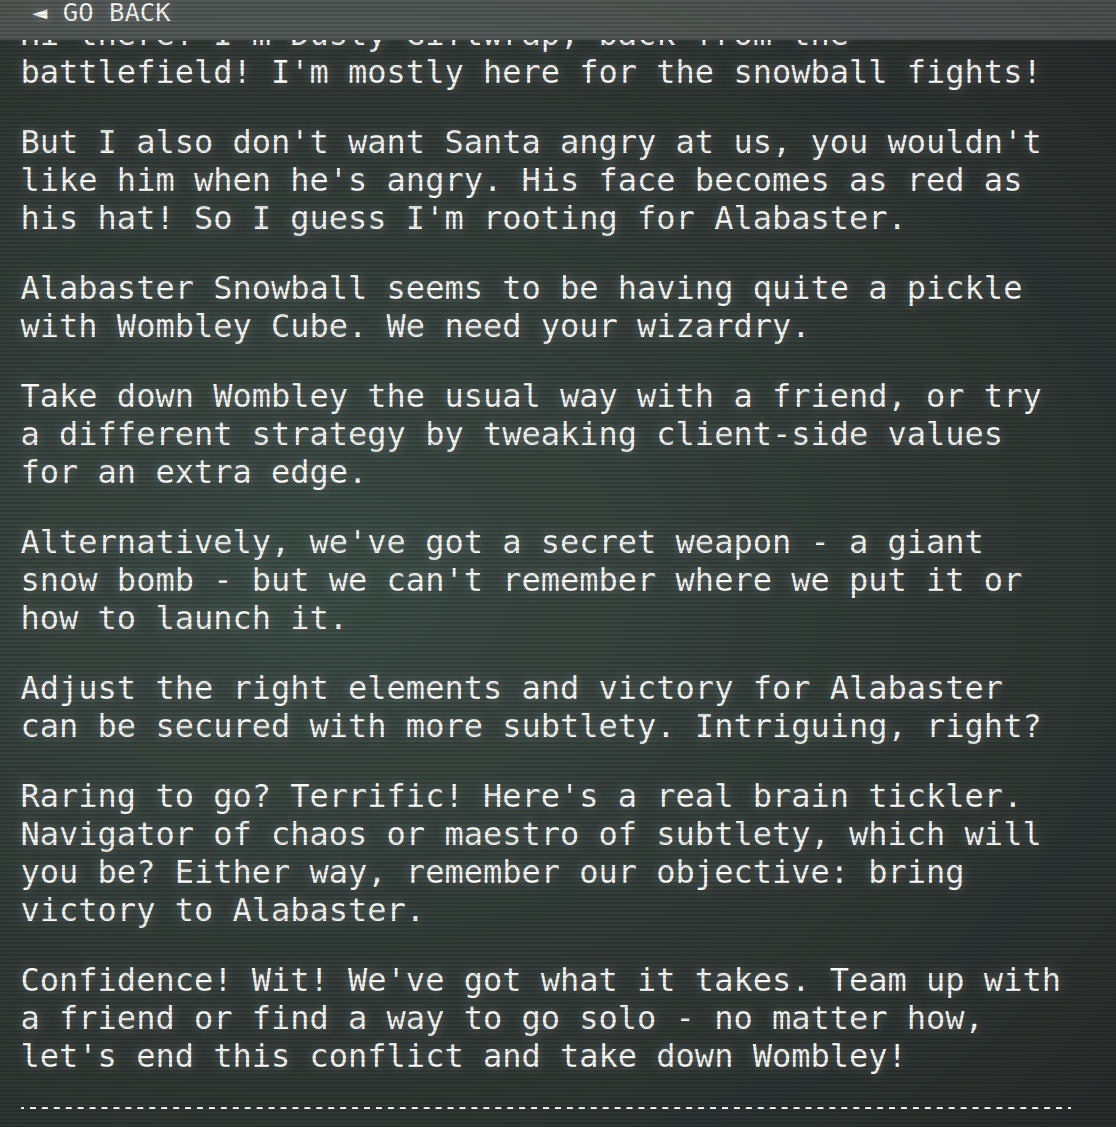 ◄ GO BACK
Hi there! I'm Dusty Giftwrap, back from the
battlefield! I'm mostly here for the snowball fights!
But I also don't want Santa angry at us, you wouldn't
like him when he's angry. His face becomes as red as
his hat! So I guess I'm rooting for Alabaster.
Alabaster Snowball seems to be having quite a pickle
with Wombley Cube. We need your wizardry.
Take down Wombley the usual way with a friend, or try
a different strategy by tweaking client-side values
for an extra edge.
Alternatively, we've got a secret weapon - a giant
snow bomb - but we can't remember where we put it or
how to launch it.
Adjust the right elements and victory for Alabaster
can be secured with more subtlety. Intriguing, right?
Raring to go? Terrific! Here's a real brain tickler.
Navigator of chaos or maestro of subtlety, which will
you be? Either way, remember our objective: bring
victory to Alabaster.
Confidence! Wit! We've got what it takes. Team up with
a friend or find a way to go solo - no matter how,
let's end this conflict and take down Wombley!